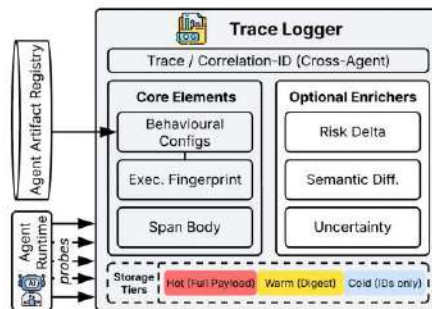 LOG
Trace Logger
Trace / Correlation-ID (Cross-Agent)
Agent Artifact Registry
Core Elements
Behavioural
Configs
Exec. Fingerprint
Span Body
Optional Enrichers
Risk Delta
Semantic Diff.
Uncertainty
Agent
Runtime
AI
probes
Storage
Tiers
Hot (Full Payload)
Warm (Digest)
Cold (IDs only)